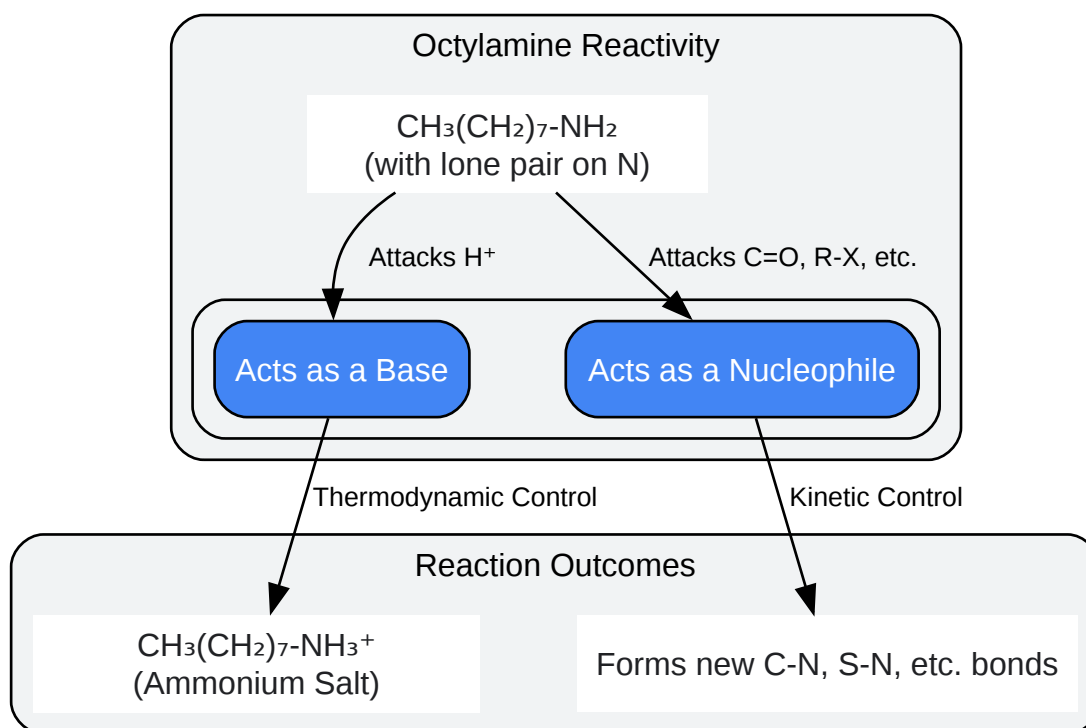 Octylamine Reactivity
CH₃(CH₂)₇-NH₂
(with lone pair on N)
Attacks H⁺
Attacks C=O, R-X, etc.
Acts as a Base
Acts as a Nucleophile
Thermodynamic Control
Kinetic Control
Reaction Outcomes
CH₃(CH₂)₇-NH₃⁺
(Ammonium Salt)
Forms new C-N, S-N, etc. bonds